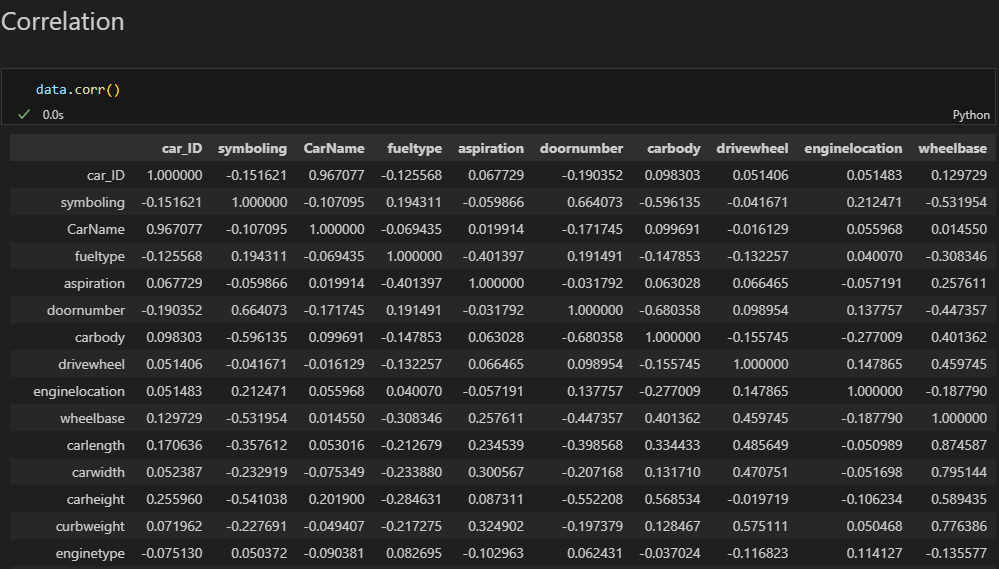 Correlation
data.corr()
0.0s Python
car_ID symboling CarName fueltype aspiration doornumber carbody drivewheel enginelocation wheelbase
car_ID 1.000000 -0.151621 0.967077 -0.125568 0.067729 -0.190352 0.098303 0.051406 0.051483 0.129729
symboling -0.151621 1.000000 -0.107095 0.194311 -0.059866 0.664073 -0.596135 -0.041671 0.212471 -0.531954
CarName 0.967077 -0.107095 1.000000 -0.069435 0.019914 -0.171745 0.099691 -0.016129 0.055968 0.014550
fueltype -0.125568 0.194311 -0.069435 1.000000 -0.401397 0.191491 -0.147853 -0.132257 0.040070 -0.308346
aspiration 0.067729 -0.059866 0.019914 -0.401397 1.000000 -0.031792 0.063028 0.066465 -0.057191 0.257611
doornumber -0.190352 0.664073 -0.171745 0.191491 -0.031792 1.000000 -0.680358 0.098954 0.137757 -0.447357
carbody 0.098303 -0.596135 0.099691 -0.147853 0.063028 -0.680358 1.000000 -0.155745 -0.277009 0.401362
drivewheel 0.051406 -0.041671 -0.016129 -0.132257 0.066465 0.098954 -0.155745 1.000000 0.147865 0.459745
enginelocation 0.051483 0.212471 0.055968 0.040070 -0.057191 0.137757 -0.277009 0.147865 1.000000 -0.187790
wheelbase 0.129729 -0.531954 0.014550 -0.308346 0.257611 -0.447357 0.401362 0.459745 -0.187790 1.000000
carlength 0.170636 -0.357612 0.053016 -0.212679 0.234539 -0.398568 0.334433 0.485649 -0.050989 0.874587
carwidth 0.052387 -0.232919 -0.075349 -0.233880 0.300567 -0.207168 0.131710 0.470751 -0.051698 0.795144
carheight 0.255960 -0.541038 0.201900 -0.284631 0.087311 -0.552208 0.568534 -0.019719 -0.106234 0.589435
curbweight 0.071962 -0.227691 -0.049407 -0.217275 0.324902 -0.197379 0.128467 0.575111 0.050468 0.776386
enginetype -0.075130 0.050372 -0.090381 0.082695 -0.102963 0.062431 -0.037024 -0.116823 0.114127 -0.135577